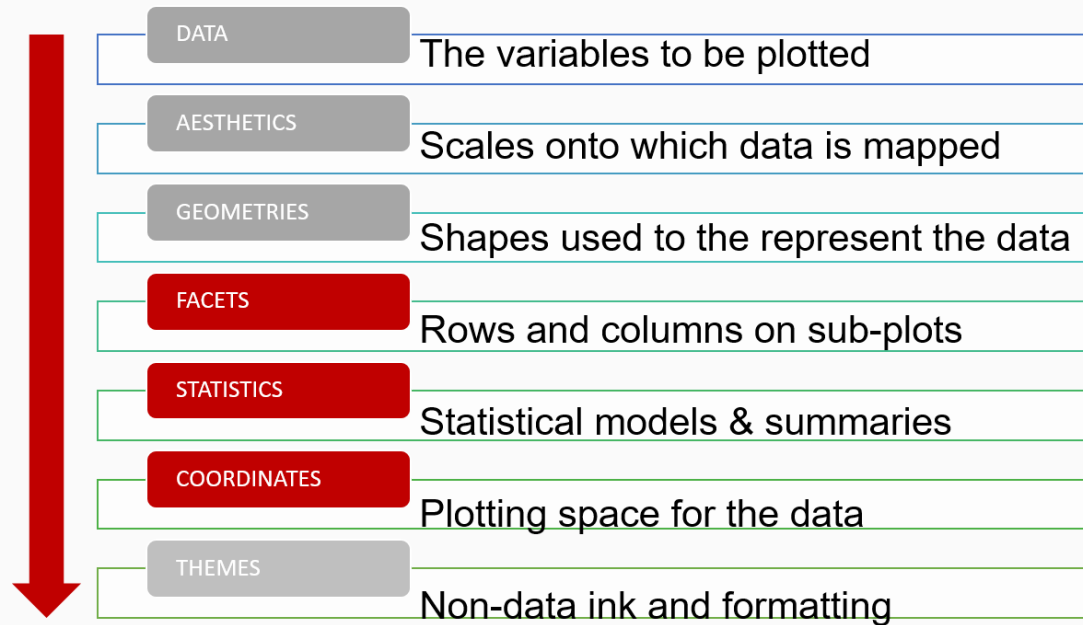 DATA
The variables to be plotted
AESTHETICS
Scales onto which data is mapped
GEOMETRIES
Shapes used to the represent the data
FACETS
Rows and columns on sub-plots
STATISTICS
Statistical models & summaries
COORDINATES
Plotting space for the data
THEMES
Non-data ink and formatting